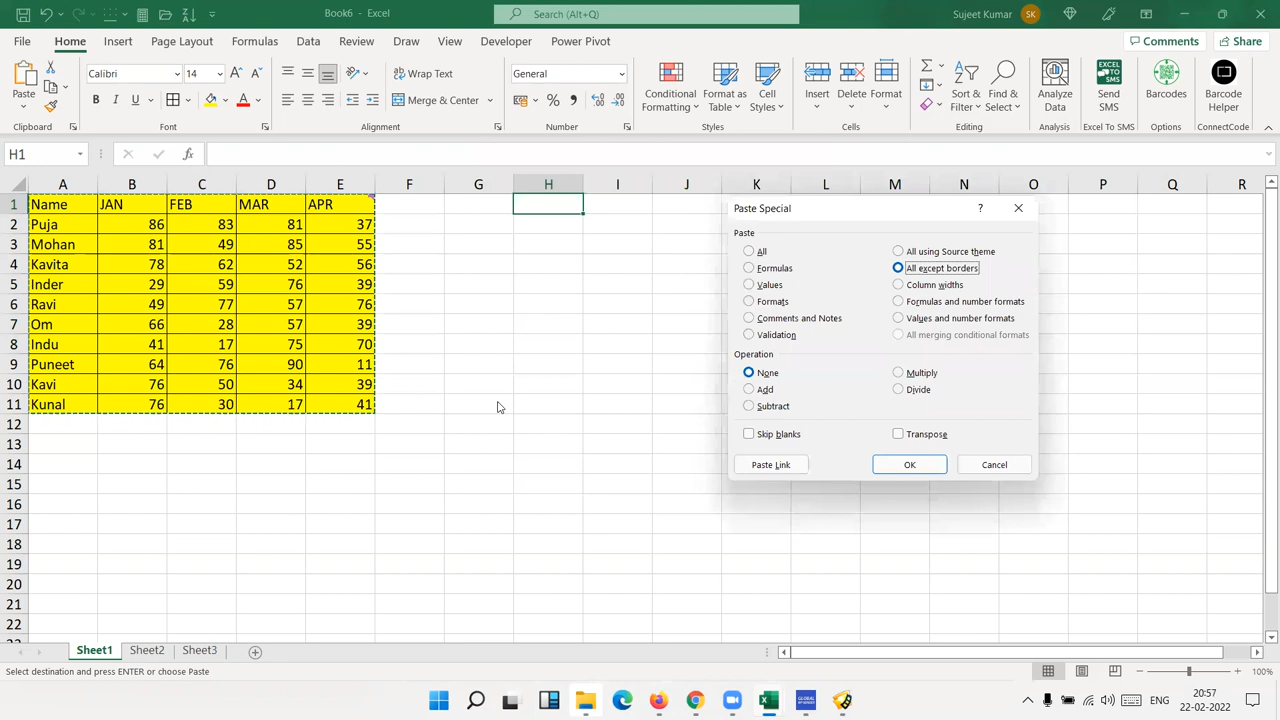 Book6 - Excel
Search (Alt+Q)
Sujeet Kumar
SK
File Home Insert Page Layout Formulas Data Review View Draw Developer Power Pivot
Comments Share
Paste
Calibri 14
B I U
A A
Wrap Text
Merge & Center
General
Conditional Formatting
Format as Table
Cell Styles
Insert Delete Format
Sort & Filter
Find & Select
Analyze Data
Excel to SMS
Send SMS
Barcodes
Barcode Helper
Clipboard Font Alignment Number Styles Cells Editing Analysis Excel To SMS Options ConnectCode
H1 fx
A B C D E F G H I J K L M N O P Q R
1 Name JAN FEB MAR APR
2 Puja 86 83 81 37
3 Mohan 81 49 85 55
4 Kavita 78 62 52 56
5 Inder 29 59 76 39
6 Ravi 49 77 57 76
7 Om 66 28 57 39
8 Indu 41 17 75 70
9 Puneet 64 76 90 11
10 Kavi 76 50 34 39
11 Kunal 76 30 17 41
12
13
14
15
16
17
18
19
20
21
22
Paste Special ?
Paste
All All using Source theme
Formulas All except borders
Values Column widths
Formats Formulas and number formats
Comments and Notes Values and number formats
Validation All merging conditional formats
Operation
None Multiply
Add Divide
Subtract
Skip blanks Transpose
Paste Link OK Cancel
Sheet1 Sheet2 Sheet3
Select destination and press ENTER or choose Paste
100%
ENG
20:57
22-02-2022